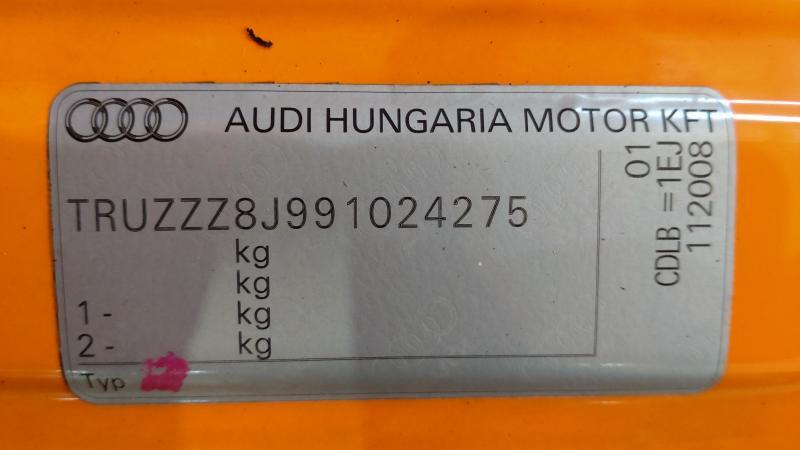 AUDI HUNGARIA MOTOR KFT
TRUZZZ8J991024275
kg
kg
1 - kg
2 - kg
Typ
01
CDLB =1EJ
112008